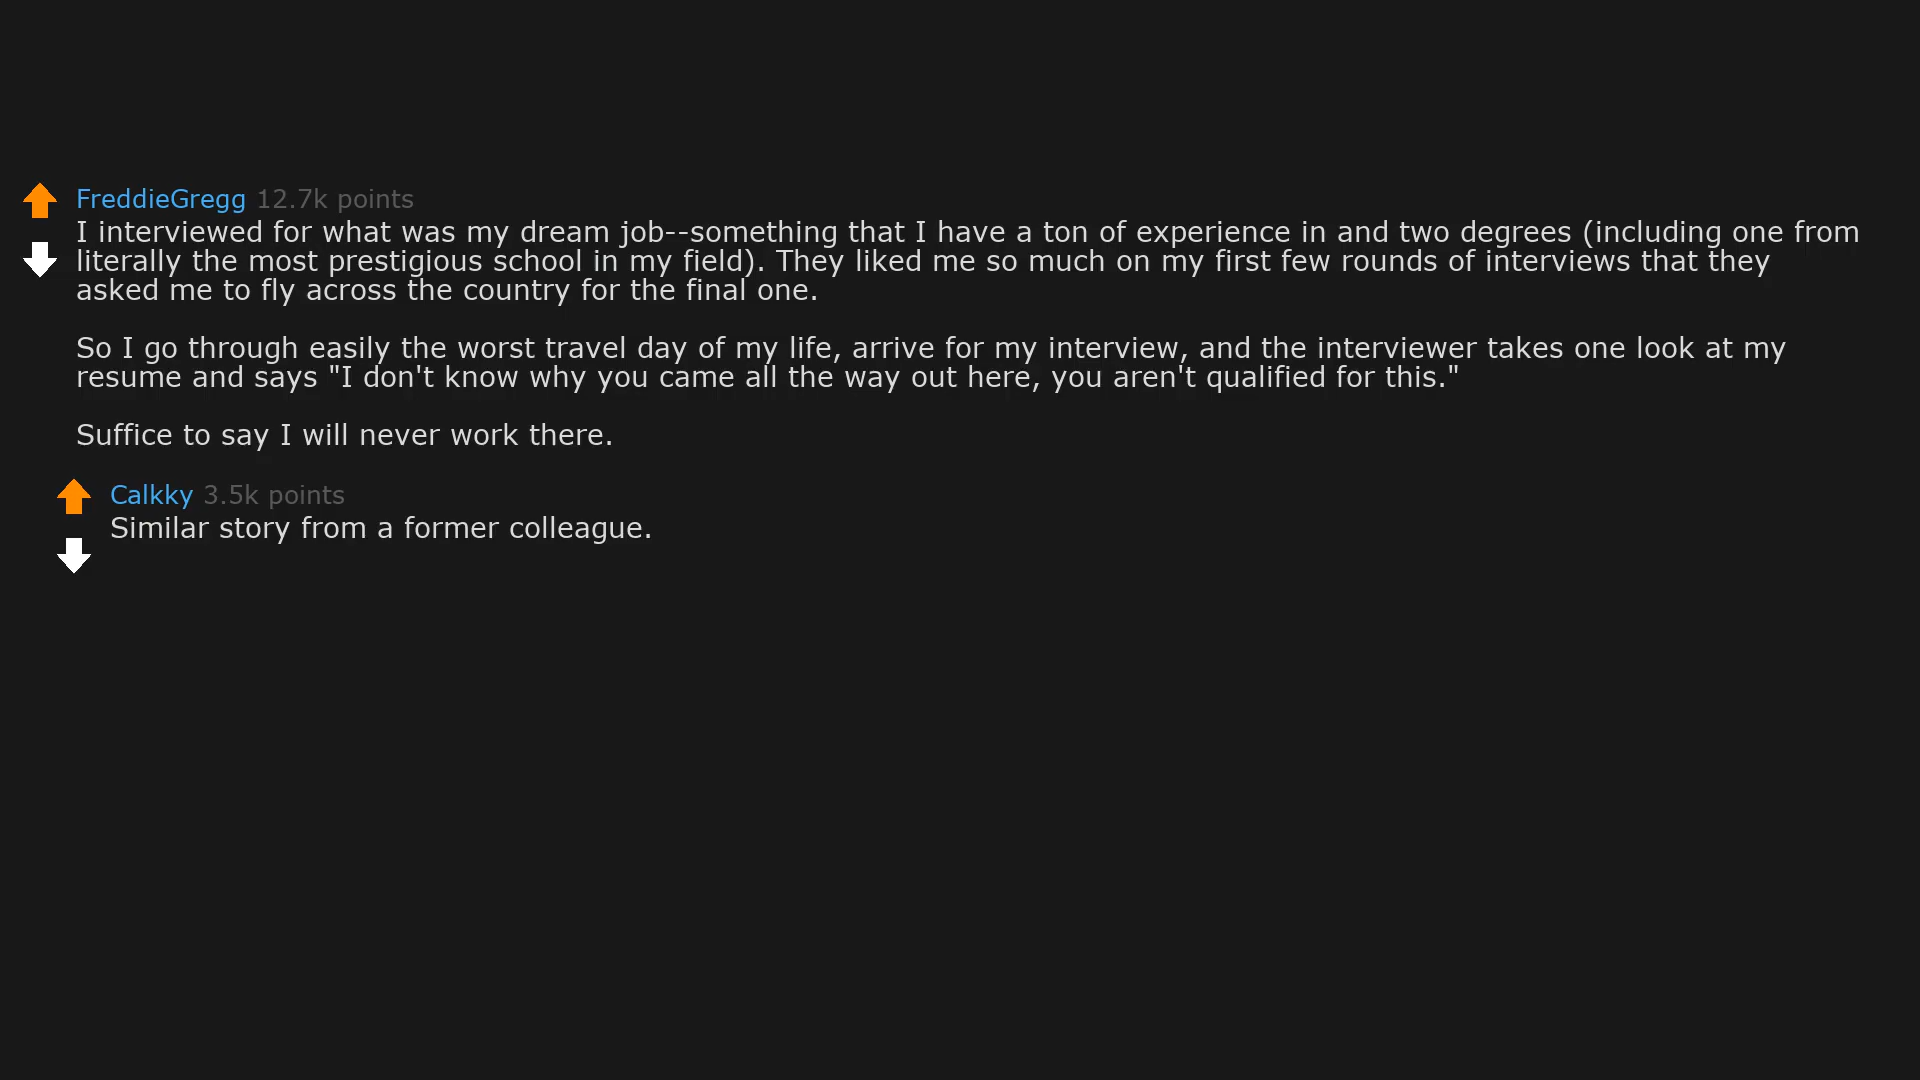 FreddieGregg 12.7k points
I interviewed for what was my dream job--something that I have a ton of experience in and two degrees (including one from
literally the most prestigious school in my field). They liked me so much on my first few rounds of interviews that they
asked me to fly across the country for the final one.
So I go through easily the worst travel day of my life, arrive for my interview, and the interviewer takes one look at my
resume and says "I don't know why you came all the way out here, you aren't qualified for this."
Suffice to say I will never work there.
Calkky 3.5k points
Similar story from a former colleague.